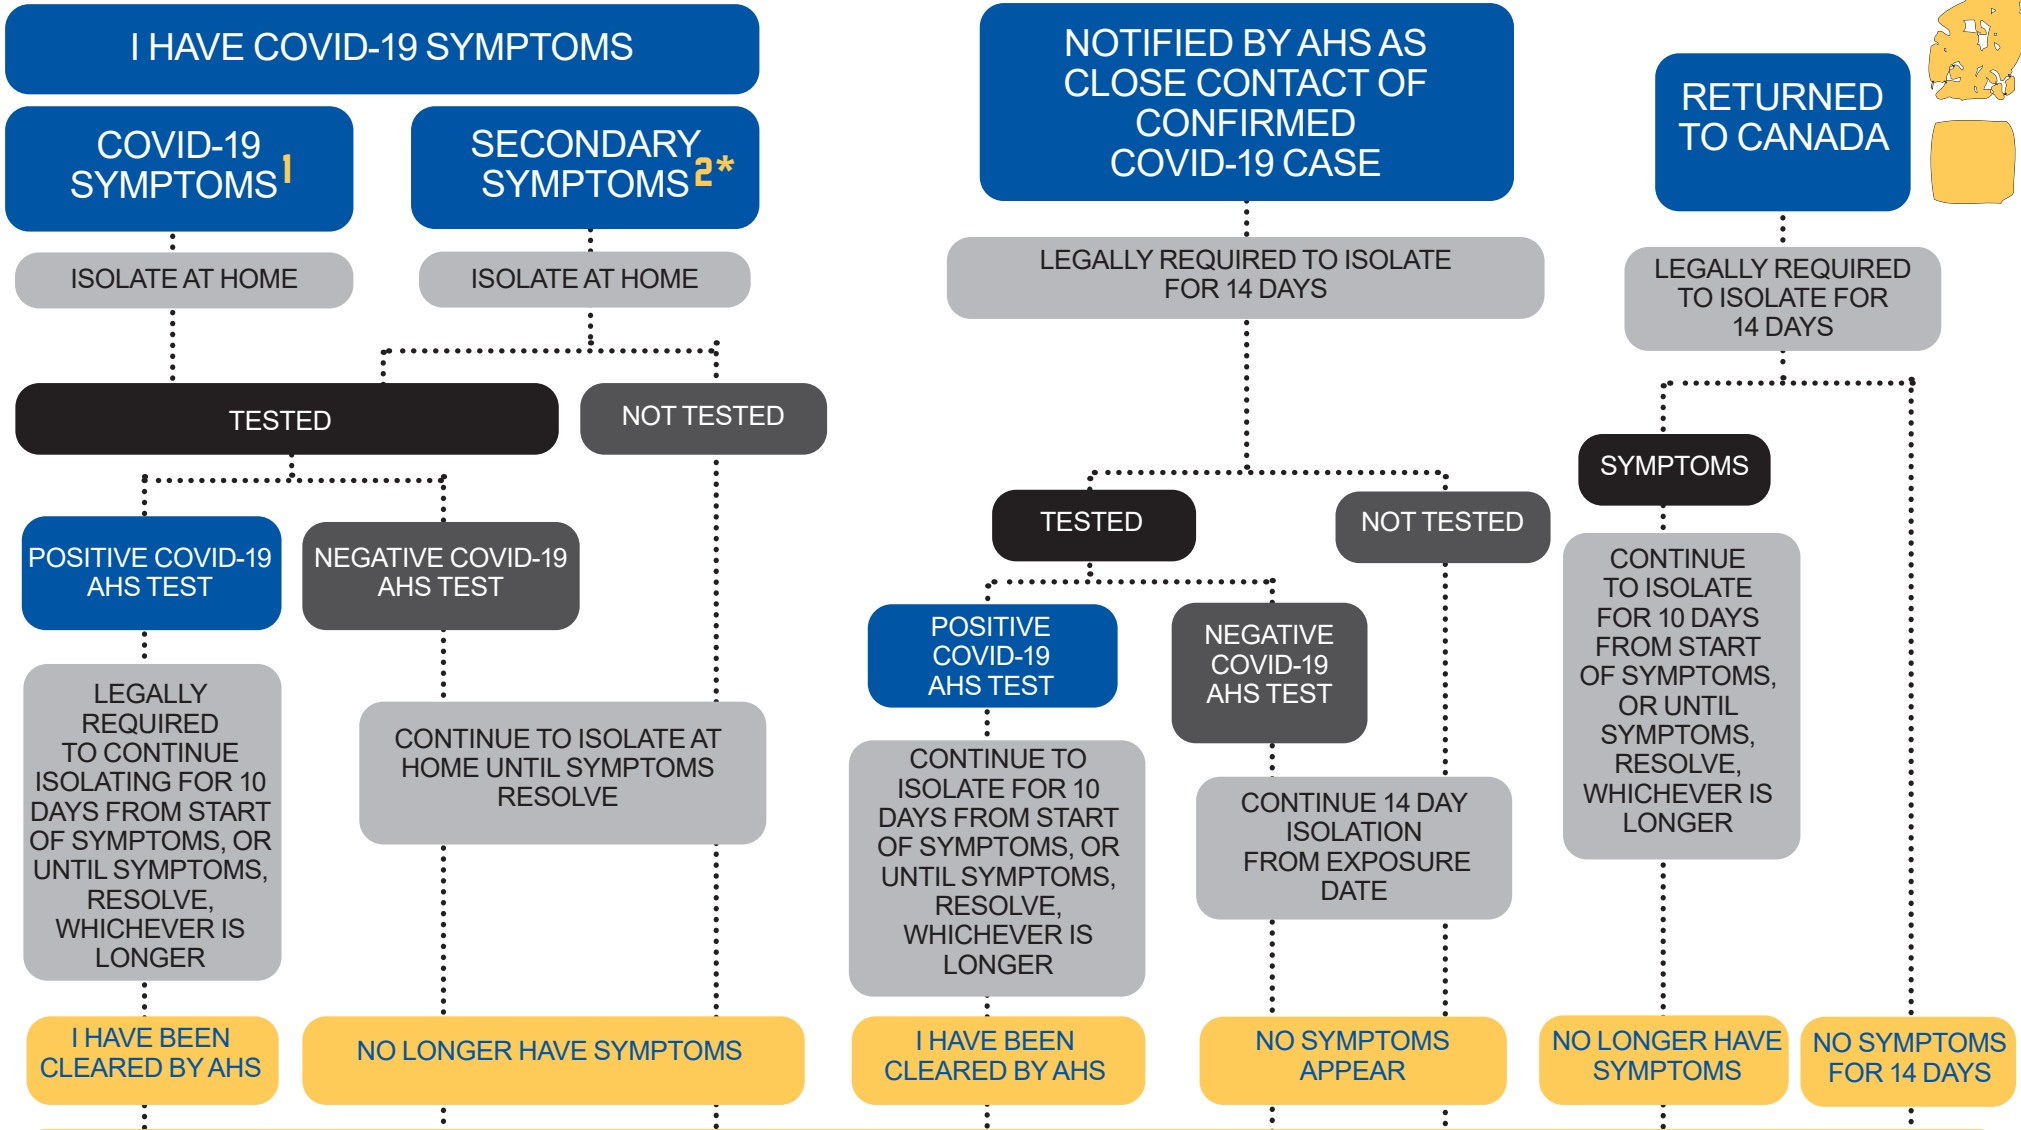 I HAVE COVID-19 SYMPTOMS
COVID-19
SYMPTOMS1
SECONDARY
SYMPTOMS2*
ISOLATE AT HOME
ISOLATE AT HOME
TESTED
NOT TESTED
POSITIVE COVID-19
AHS TEST
NEGATIVE COVID-19
AHS TEST
LEGALLY
REQUIRED
TO CONTINUE
ISOLATING FOR 10
DAYS FROM START
OF SYMPTOMS, OR
UNTIL SYMPTOMS,
RESOLVE,
WHICHEVER IS
LONGER
CONTINUE TO ISOLATE AT
HOME UNTIL SYMPTOMS
RESOLVE
I HAVE BEEN
CLEARED BY AHS
NO LONGER HAVE SYMPTOMS
NOTIFIED BY AHS AS
CLOSE CONTACT OF
CONFIRMED
COVID-19 CASE
LEGALLY REQUIRED TO ISOLATE
FOR 14 DAYS
TESTED
NOT TESTED
POSITIVE
COVID-19
AHS TEST
NEGATIVE
COVID-19
AHS TEST
CONTINUE TO
ISOLATE FOR 10
DAYS FROM START
OF SYMPTOMS, OR
UNTIL SYMPTOMS,
RESOLVE,
WHICHEVER IS
LONGER
CONTINUE 14 DAY
ISOLATION
FROM EXPOSURE
DATE
I HAVE BEEN
CLEARED BY AHS
NO SYMPTOMS
APPEAR
RETURNED
TO CANADA
LEGALLY REQUIRED
TO ISOLATE FOR
14 DAYS
SYMPTOMS
CONTINUE
TO ISOLATE
FOR 10 DAYS
FROM START
OF SYMPTOMS,
OR UNTIL
SYMPTOMS,
RESOLVE,
WHICHEVER IS
LONGER
NO LONGER HAVE
SYMPTOMS
NO SYMPTOMS
FOR 14 DAYS